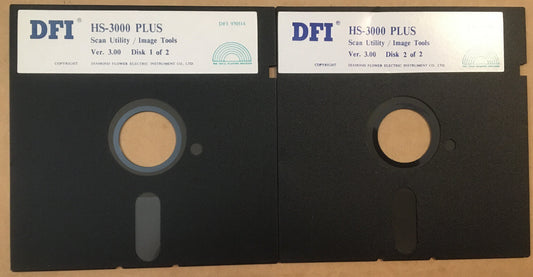 DFI®
HS-3000 PLUS
DFI V9104
Scan Utility / Image Tools
Ver. 3.00 Disk 1 of 2
COPYRIGHT DIAMOND FLOWER ELECTRIC INSTRUMENT CO., LTD.
DFI®
HS-3000 PLUS
Scan Utility / Image Tools
Ver. 3.00 Disk 2 of 2
COPYRIGHT DIAMOND FLOWER ELECTRIC INSTRUMENT CO., LTD.